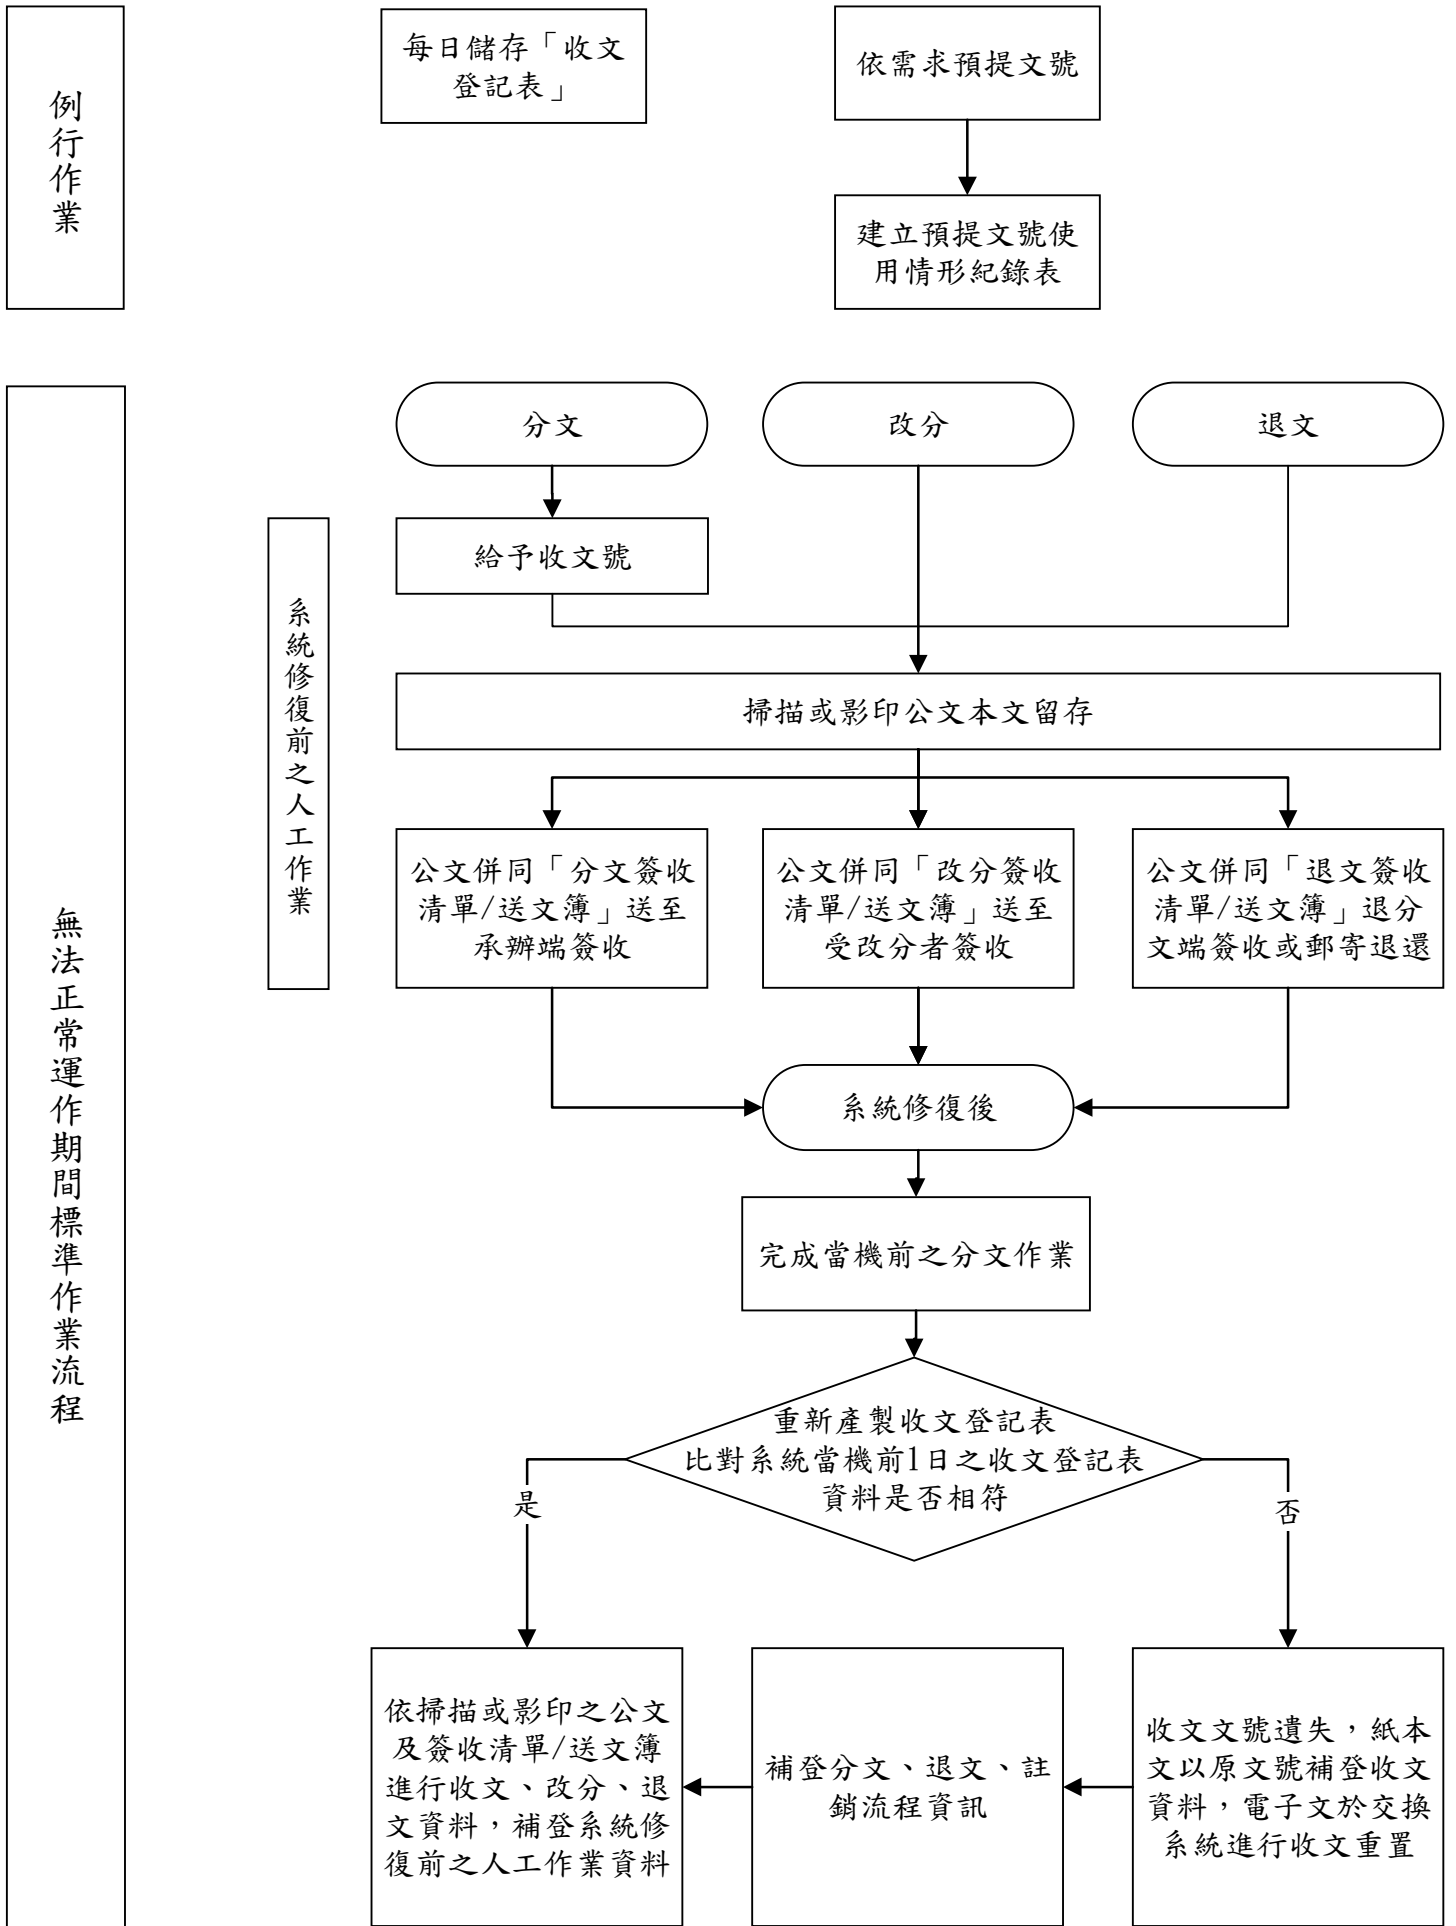 例行作業
每日儲存「收文
登記表」
依需求預提文號
建立預提文號使
用情形紀錄表
無法正常運作期間標準作業流程
系統修復前之人工作業
分文
改分
退文
給予收文號
掃描或影印公文本文留存
公文併同「分文簽收
清單/送文簿」送至
承辦端簽收
公文併同「改分簽收
清單/送文簿」送至
受改分者簽收
公文併同「退文簽收
清單/送文簿」退分
文端簽收或郵寄退還
系統修復後
完成當機前之分文作業
重新產製收文登記表
比對系統當機前1日之收文登記表
資料是否相符
是
否
依掃描或影印之公文
及簽收清單/送文簿
進行收文、改分、退
文資料，補登系統修
復前之人工作業資料
補登分文、退文、註
銷流程資訊
收文文號遺失，紙本
文以原文號補登收文
資料，電子文於交換
系統進行收文重置